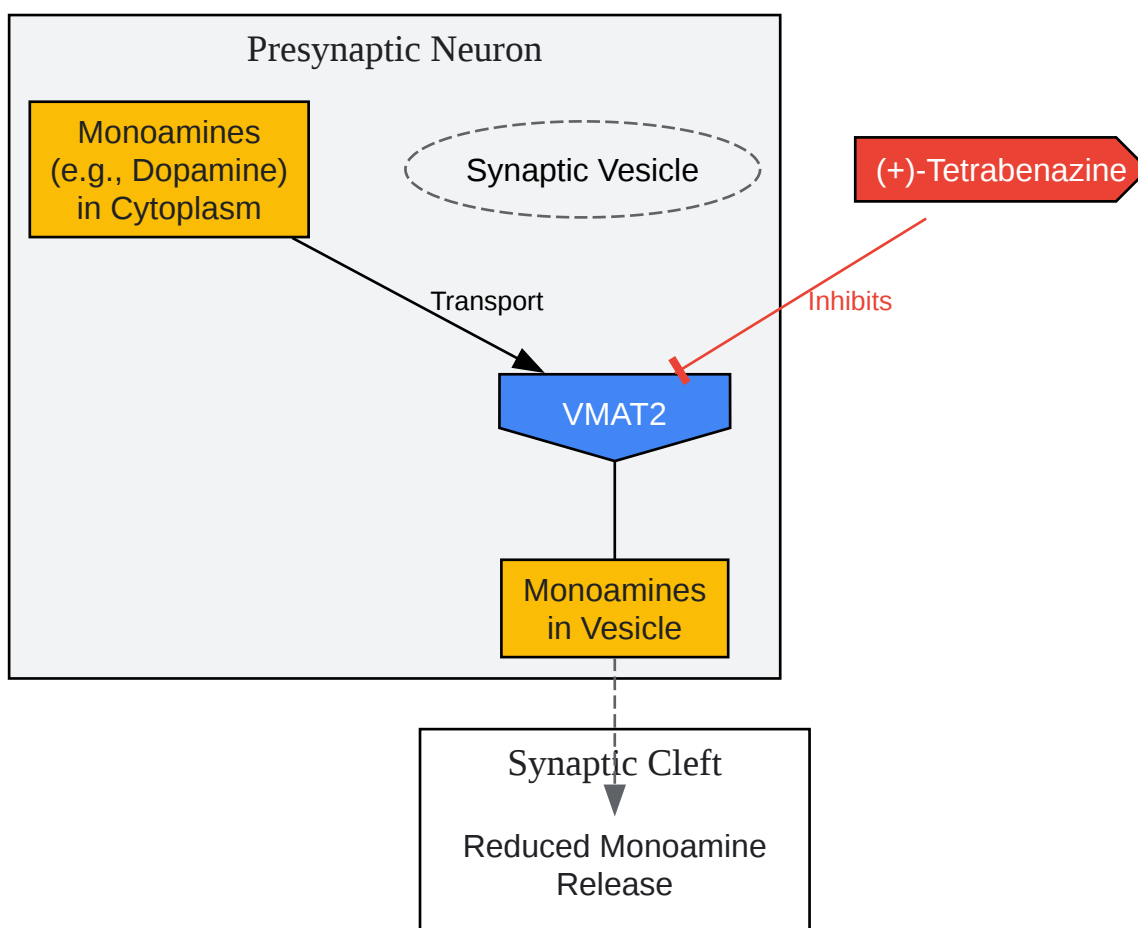 Presynaptic Neuron
Monoamines
(e.g., Dopamine)
in Cytoplasm
Synaptic Vesicle
(+)-Tetrabenazine
Transport
Inhibits
VMAT2
Monoamines
in Vesicle
Synaptic Cleft
Reduced Monoamine
Release